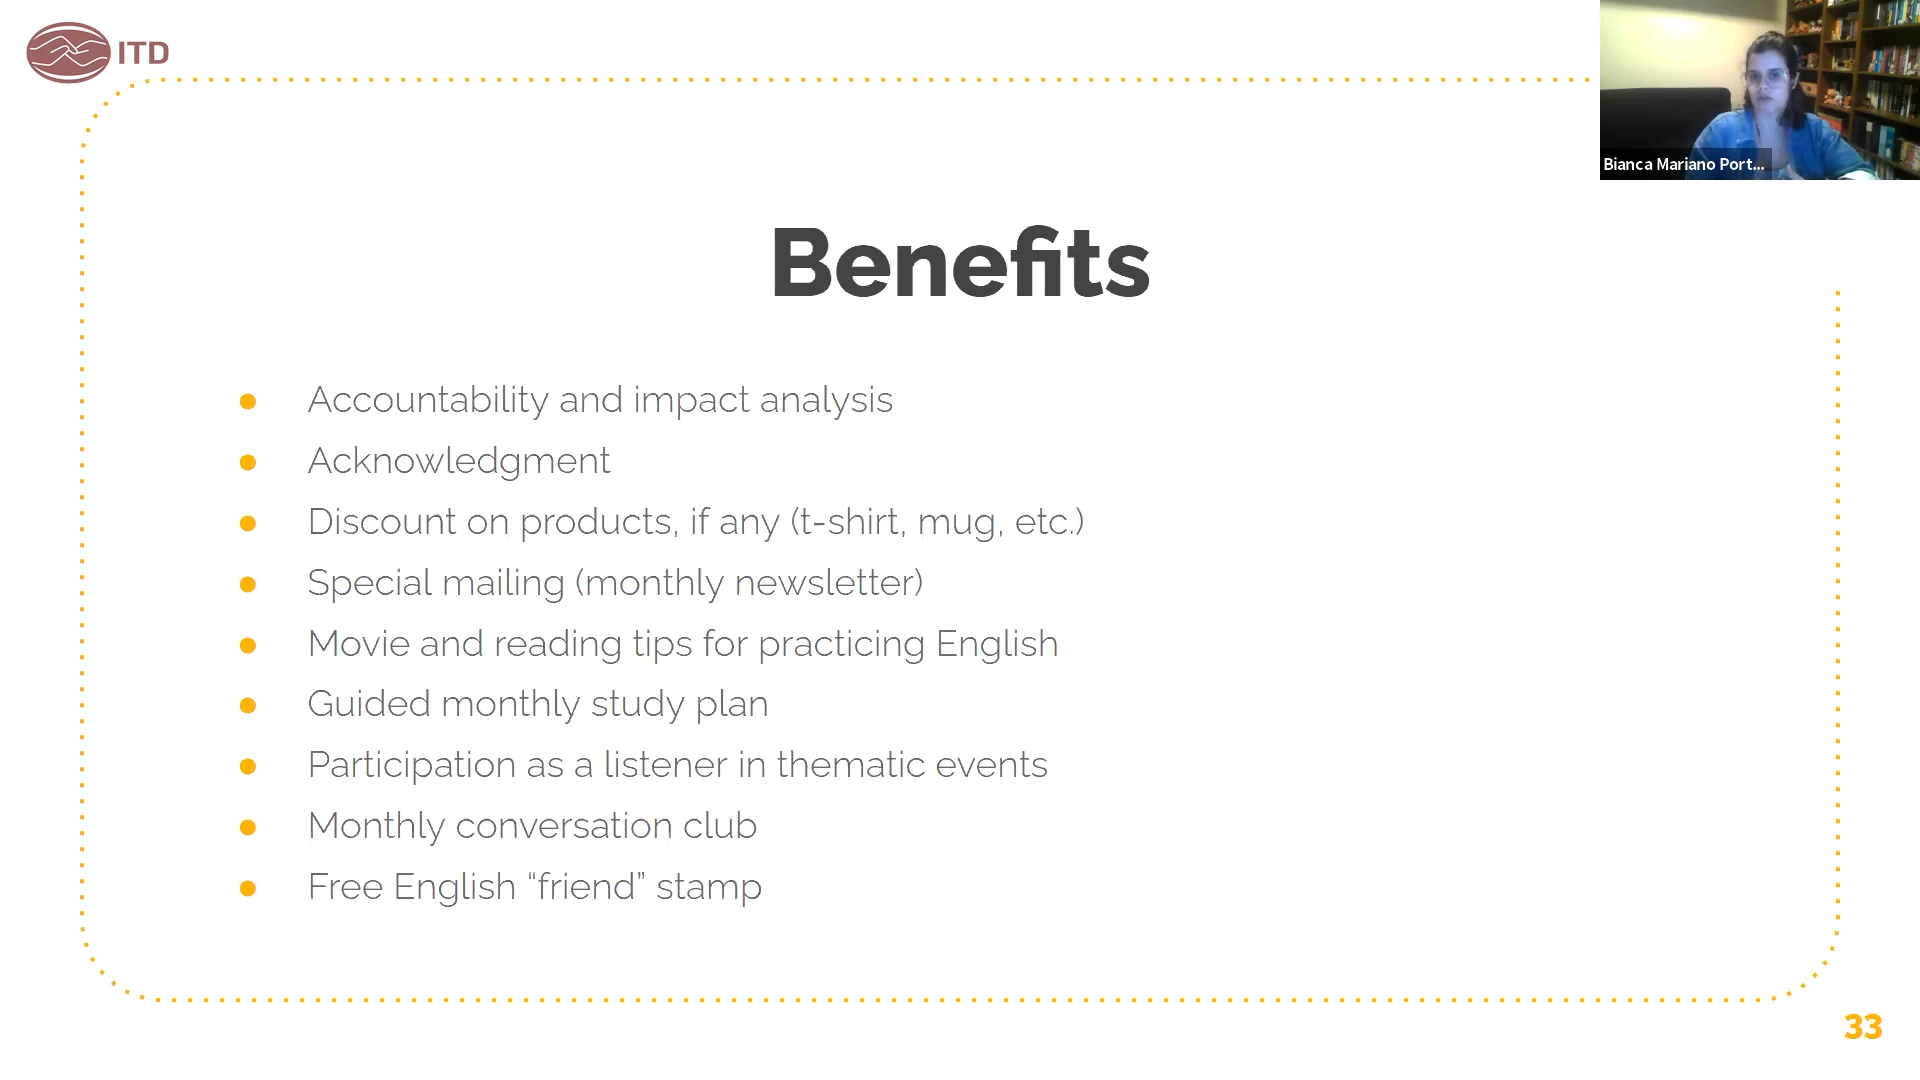 ITD
Bianca Mariano Port...
Benefits
Accountability and impact analysis
Acknowledgment
Discount on products, if any (t-shirt, mug, etc.)
Special mailing (monthly newsletter)
Movie and reading tips for practicing English
Guided monthly study plan
Participation as a listener in thematic events
Monthly conversation club
Free English “friend” stamp
33